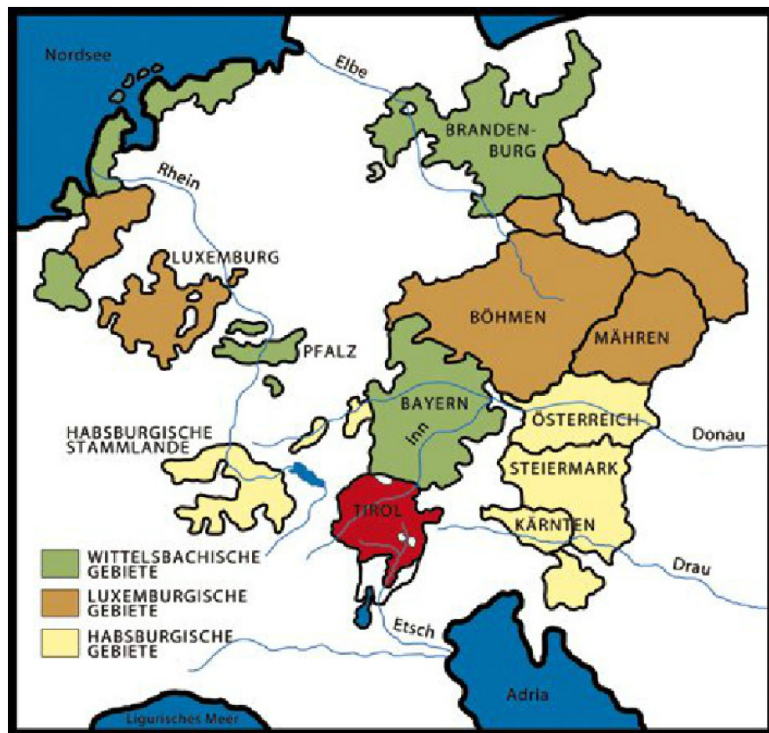 Nordsee
Elbe
BRANDEN-
BURG
Rhein
LUXEMBURG
BÖHMEN
MÄHREN
PFALZ
BAYERN
Inn
ÖSTERREICH
Donau
HABSBURGISCHE
STAMMLANDE
STEIERMARK
TIROL
KÄRNTEN
Drau
WITTELSBACHISCHE
GEBIETE
LUXEMBURGISCHE
GEBIETE
HABSBURGISCHE
GEBIETE
Etsch
Adria
Ligurisches Meer